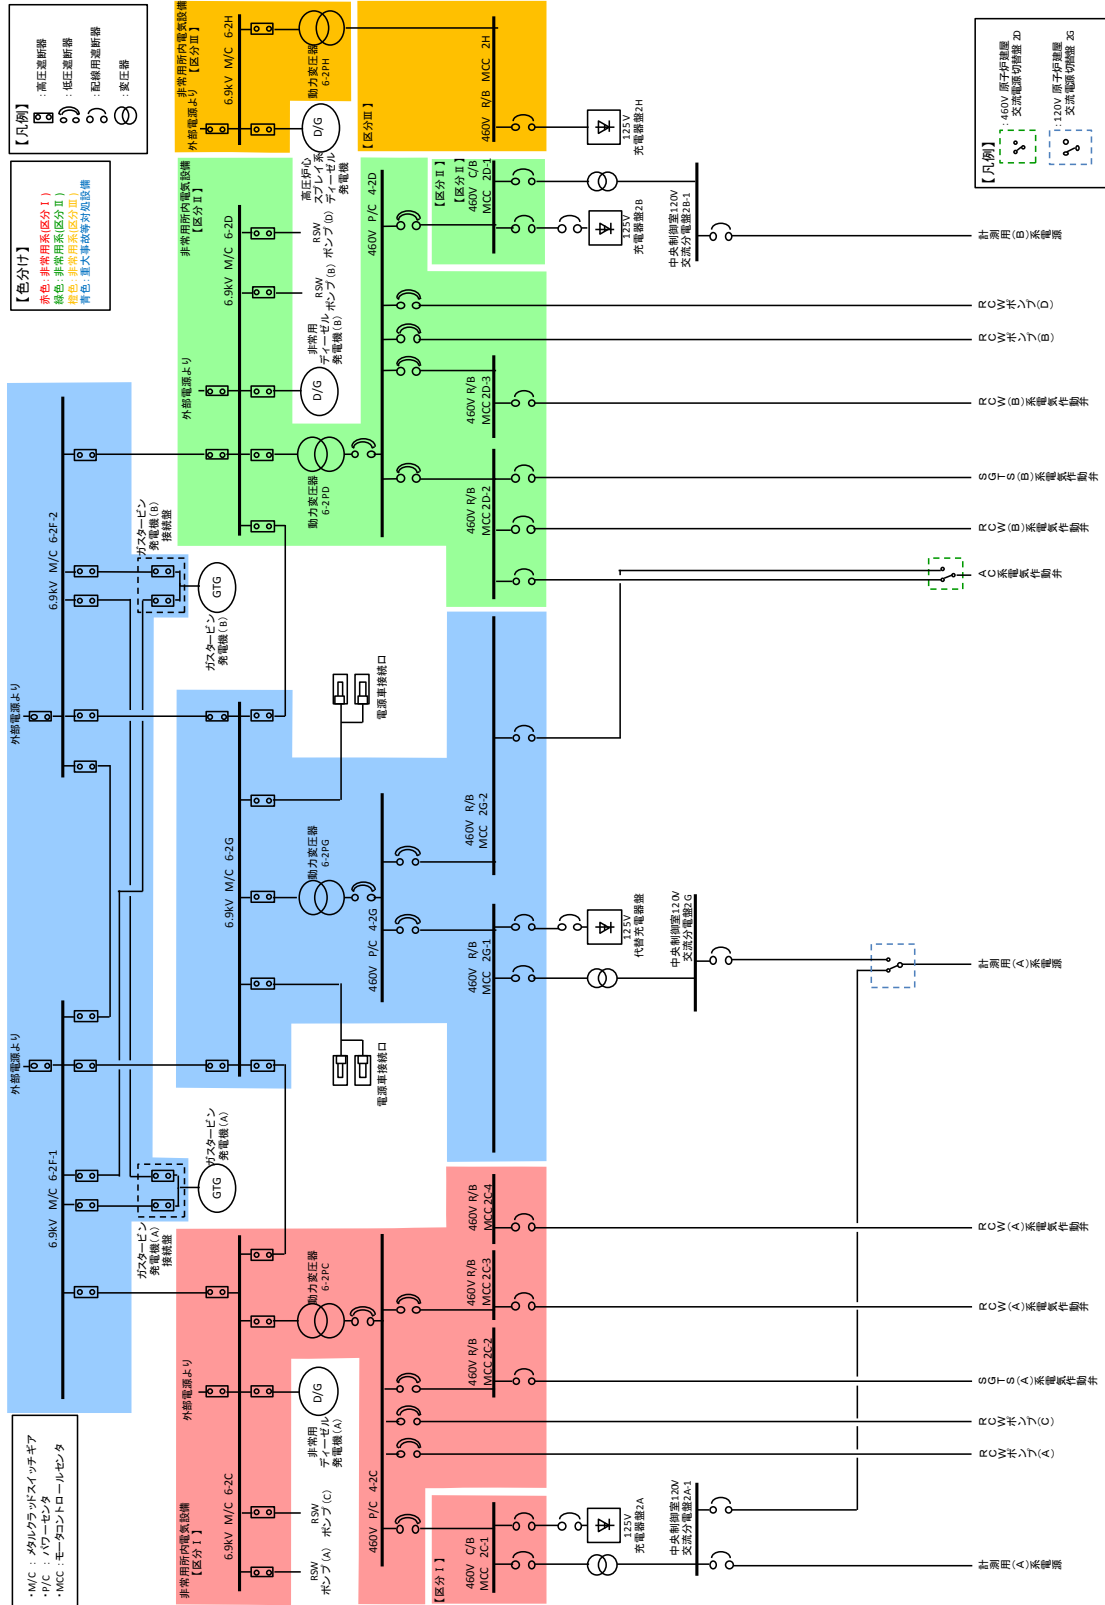 ・M/C ：メタルクラッドスイッチギア
・P/C ：パワーセンタ
・MCC：モータコントロールセンタ
【色分け】
赤色：非常用系(区分Ⅰ)
緑色：非常用系(区分Ⅱ)
橙色：非常用系(区分Ⅲ)
青色：重大事故等対処設備
【凡例】
：高圧遮断器
：低圧遮断器
：配線用遮断器
：変圧器
外部電源より
6.9kV M/C 6-2F-1
外部電源より
6.9kV M/C 6-2F-2
ガスタービン
発電機(A)
接続盤
GTG
ガスタービン
発電機(A)
ガスタービン
発電機(B)
接続盤
GTG
ガスタービン
発電機(B)
非常用所内電気設備
【区分Ⅰ】
外部電源より
6.9kV M/C 6-2C
RSW
ポンプ(A)
RSW
ポンプ(C)
非常用
ディーゼル
発電機(A)
D/G
動力変圧器
6-2PC
460V P/C 4-2C
【区分Ⅰ】
460V C/B
MCC 2C-1
460V R/B
MCC 2C-2
460V R/B
MCC 2C-3
460V R/B
MCC 2C-4
125V
充電器盤2A
中央制御室120V
交流分電盤2A-1
計測用(A)系電源
RCWポンプ(A)
RCWポンプ(C)
SGTS(A)系電気作動弁
RCW(A)系電気作動弁
RCW(A)系電気作動弁
6.9kV M/C 6-2G
電源車接続口
動力変圧器
6-2PG
電源車接続口
460V P/C 4-2G
460V R/B
MCC 2G-1
460V R/B
MCC 2G-2
125V
代替充電器盤
中央制御室120V
交流分電盤2G
計測用(A)系電源
非常用所内電気設備
【区分Ⅱ】
外部電源より
6.9kV M/C 6-2D
動力変圧器
6-2PD
D/G
非常用
ディーゼル
発電機(B)
RSW
ポンプ(B)
RSW
ポンプ(D)
460V P/C 4-2D
460V R/B
MCC 2D-2
460V R/B
MCC 2D-3
【区分Ⅱ】
【区分Ⅱ】
460V C/B
MCC 2D-1
125V
充電器盤2B
中央制御室120V
交流分電盤2B-1
AC系電気作動弁
RCW(B)系電気作動弁
SGTS(B)系電気作動弁
RCW(B)系電気作動弁
RCWポンプ(B)
RCWポンプ(D)
計測用(B)系電源
非常用所内電気設備
【区分Ⅲ】
外部電源より
6.9kV M/C 6-2H
D/G
高圧炉心
スプレイ系
ディーゼル
発電機
動力変圧器
6-2PH
【区分Ⅲ】
460V R/B MCC 2H
125V
充電器盤2H
【凡例】
：460V 原子炉建屋
交流電源切替盤 2D
：120V 原子炉建屋
交流電源切替盤 2G